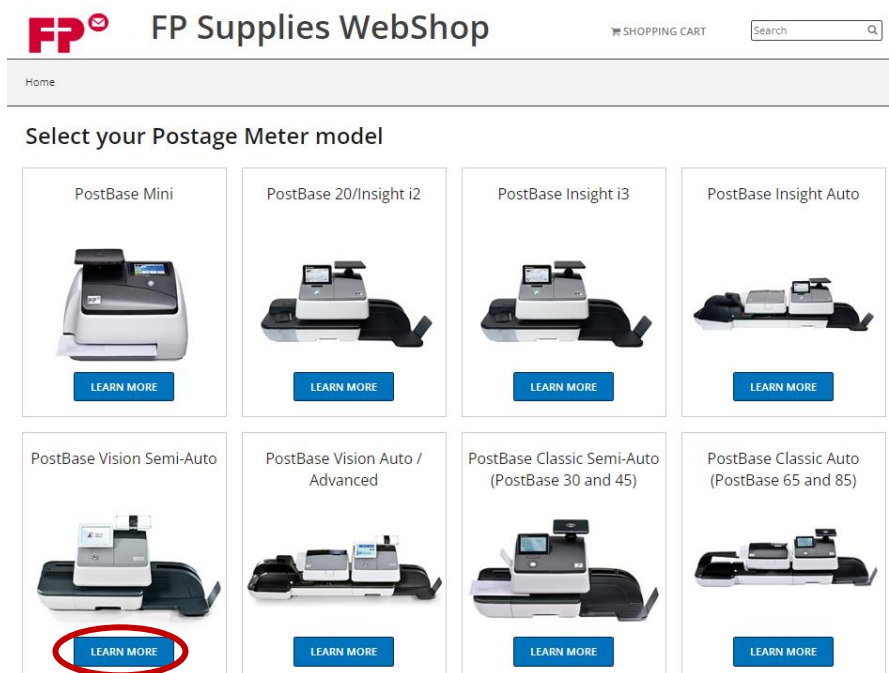 FP
FP Supplies WebShop
SHOPPING CART
Search
Home
Select your Postage Meter model
PostBase Mini
PostBase 20/Insight i2
PostBase Insight i3
PostBase Insight Auto
FP
LEARN MORE
LEARN MORE
LEARN MORE
LEARN MORE
PostBase Vision Semi-Auto
PostBase Vision Auto /
Advanced
PostBase Classic Semi-Auto
(PostBase 30 and 45)
PostBase Classic Auto
(PostBase 65 and 85)
LEARN MORE
LEARN MORE
LEARN MORE
LEARN MORE